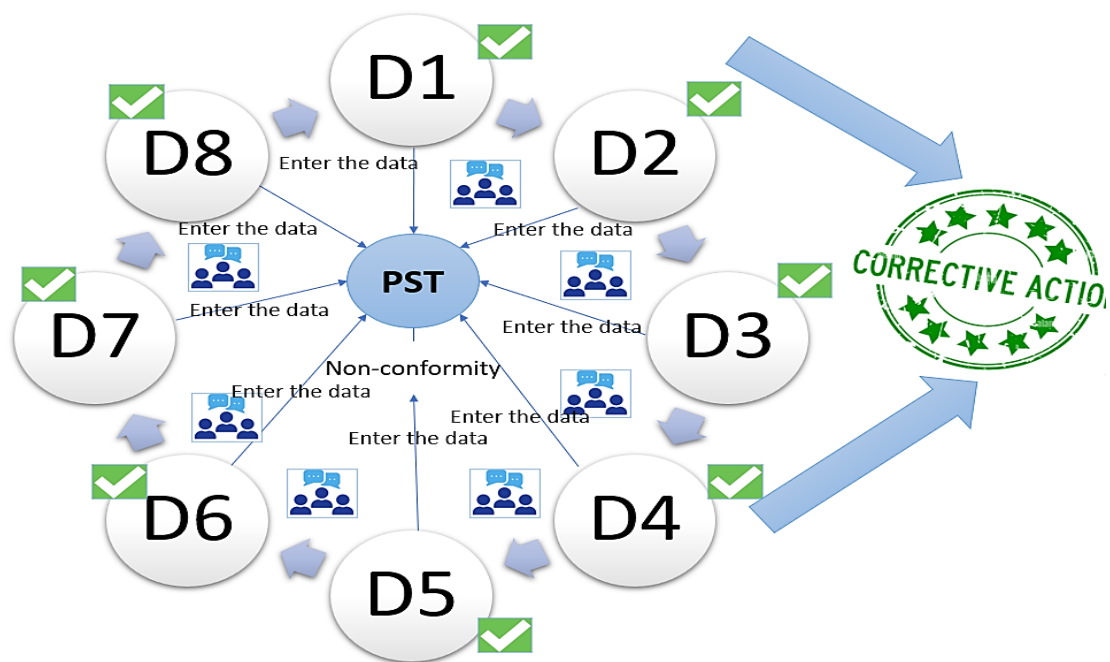 D1
D8
D2
Enter the data
Enter the data
Enter the data
PST
CORRECTIVE ACTIO
Enter the data
Enter the data
D7
D3
Non-conformity
Enter the data
Enter the data
Enter the data
D6
D4
D5